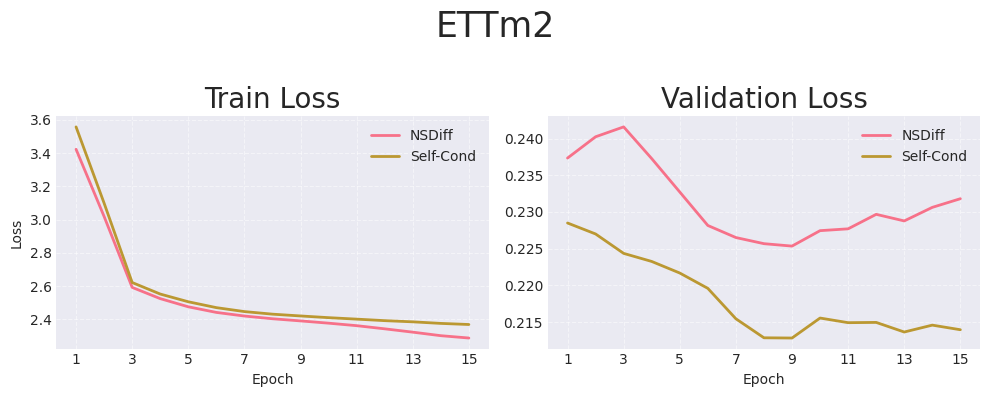 ETTm2
Train Loss
Validation Loss
3.6
3.4
3.2
3.0
2.8
2.6
2.4
Loss
NSDiff
Self-Cond
1 3 5 7 9 11 13 15
Epoch
0.240
0.235
0.230
0.225
0.220
0.215
NSDiff
Self-Cond
1 3 5 7 9 11 13 15
Epoch